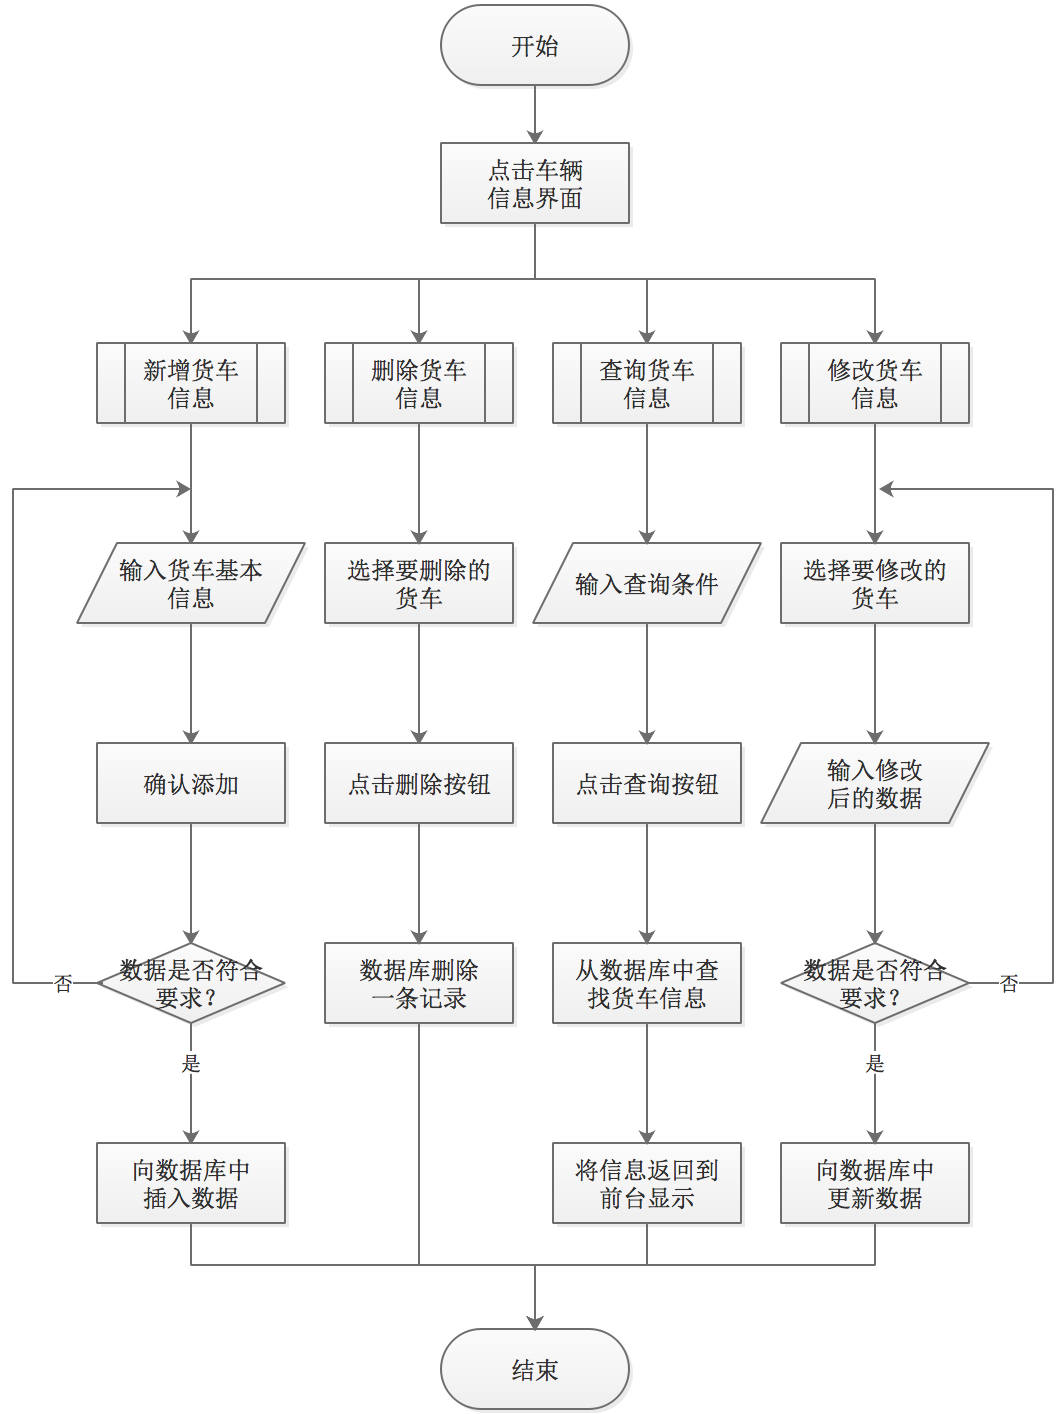 开始
点击车辆
信息界面
新增货车
信息
删除货车
信息
查询货车
信息
修改货车
信息
输入货车基本
信息
选择要删除的
货车
输入查询条件
选择要修改的
货车
确认添加
点击删除按钮
点击查询按钮
输入修改
后的数据
数据是否符合
要求？
否
数据库删除
一条记录
从数据库中查
找货车信息
数据是否符合
要求？
否
是
是
向数据库中
插入数据
将信息返回到
前台显示
向数据库中
更新数据
结束